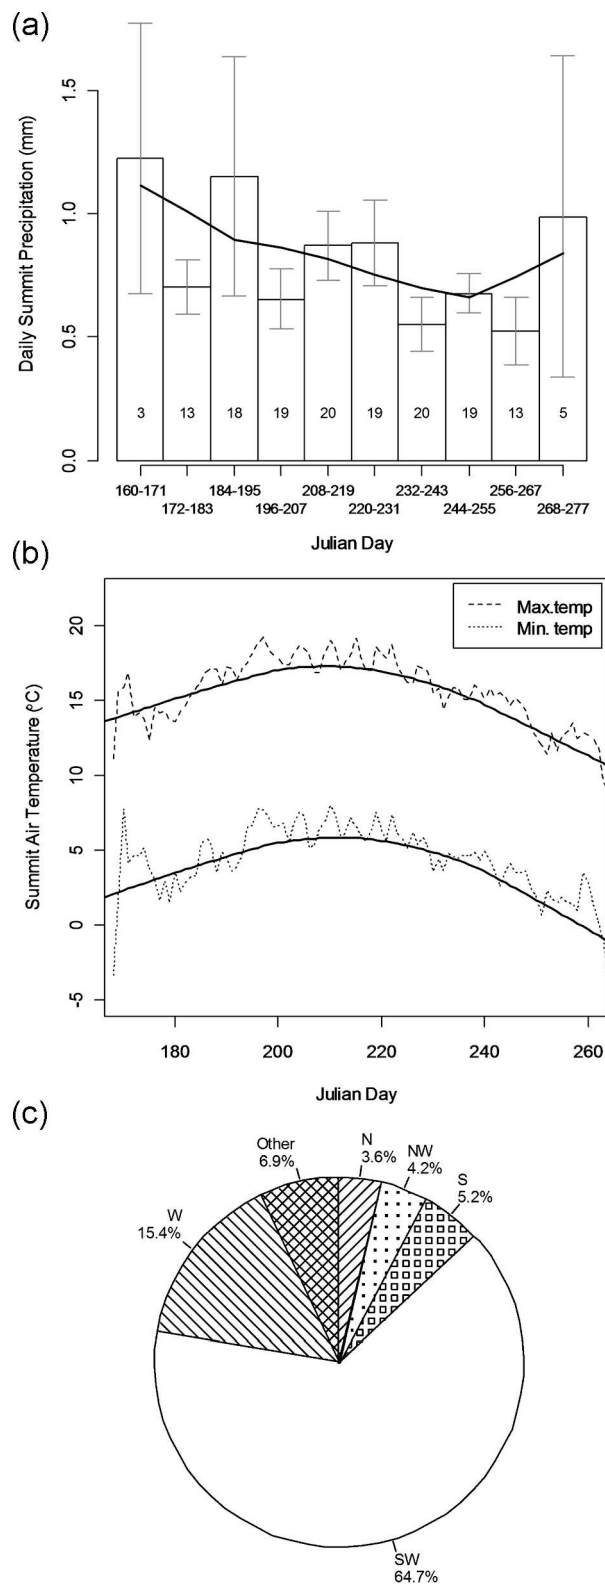 (a)
Daily Summit Precipitation (mm)
1.5
1.0
0.5
0.0
3 13 18 19 20 19 20 19 13 5
160-171 184-195 208-219 232-243 256-267
172-183 196-207 220-231 244-255 268-277
Julian Day
(b)
Summit Air Temperature (ºC)
20
15
10
5
0
-5
Max.temp
Min. temp
180 200 220 240 260
Julian Day
(c)
Other
6.9%
N
3.6%
NW
4.2%
S
5.2%
W
15.4%
SW
64.7%